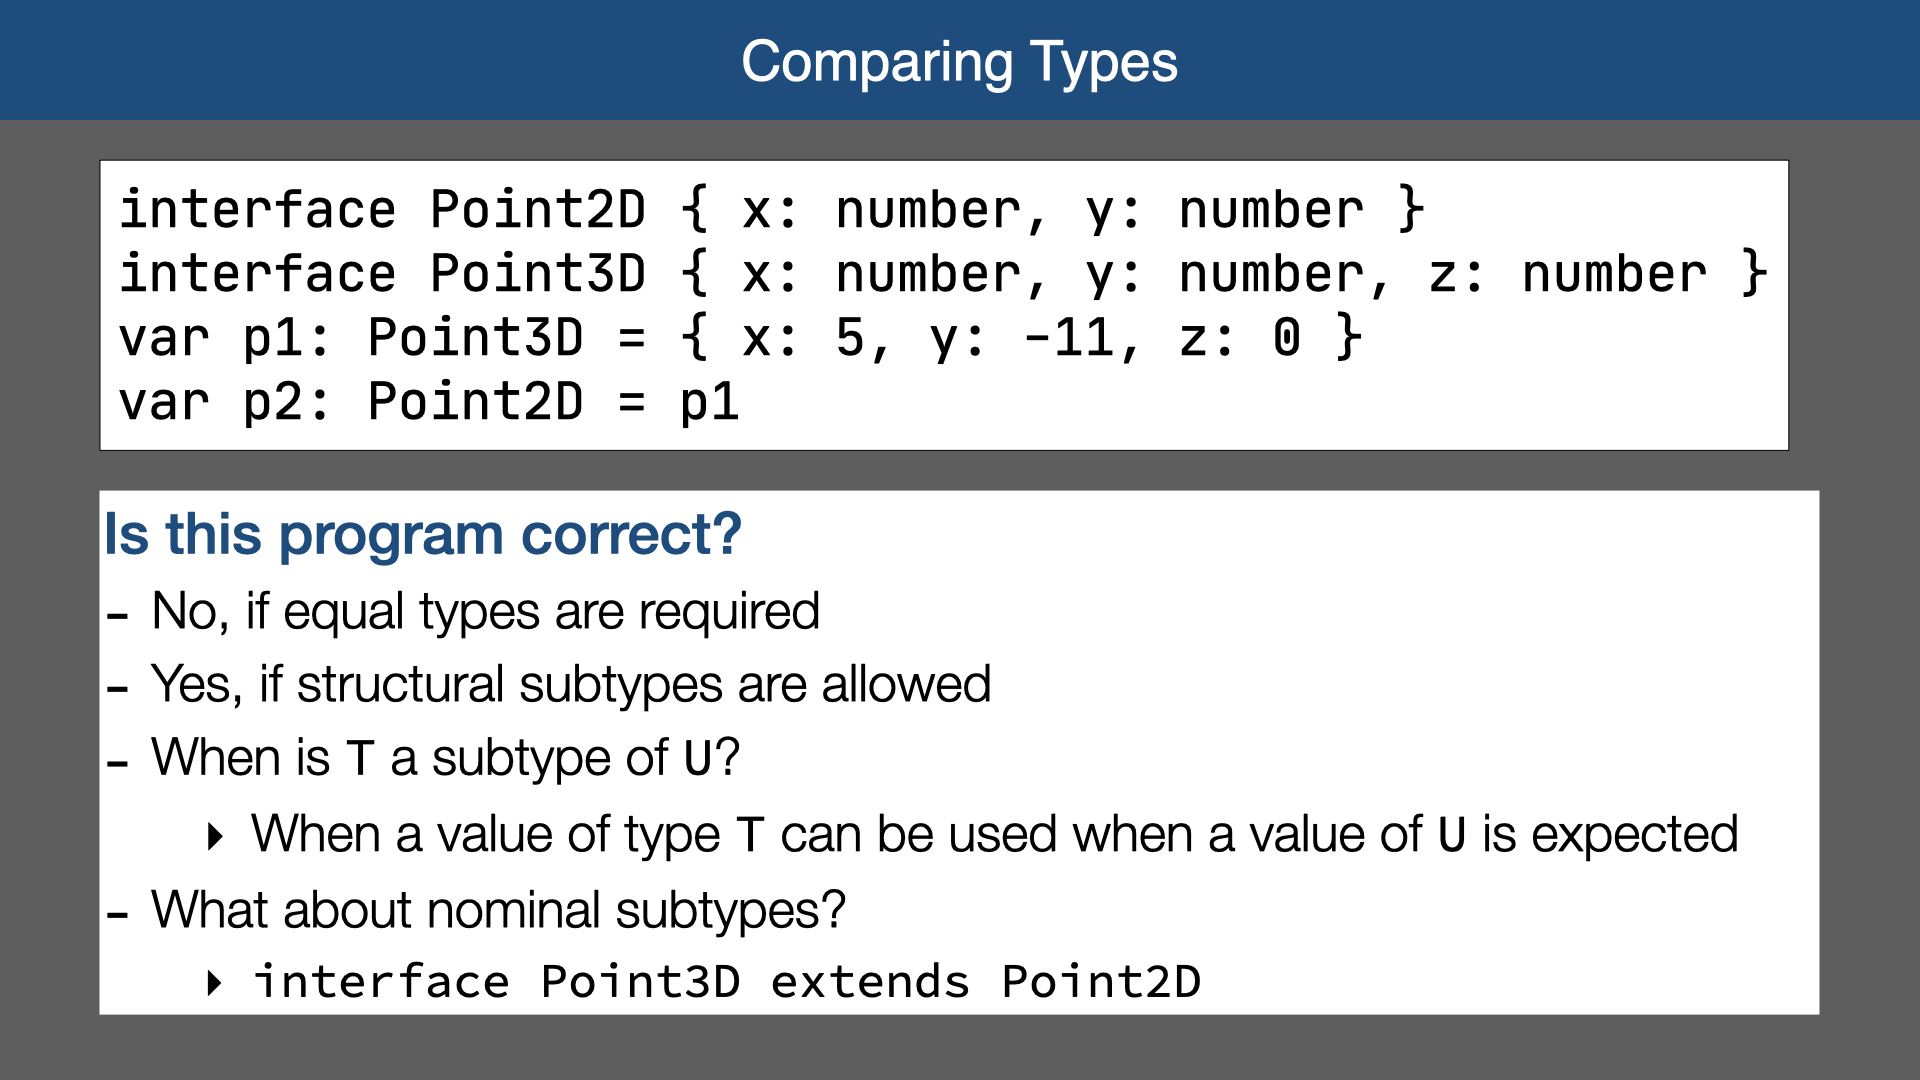 Comparing Types
interface Point2D { x: number, y: number }
interface Point3D { x: number, y: number, z: number }
var p1: Point3D = { x: 5, y: -11, z: 0 }
var p2: Point2D = p1
Is this program correct?
- No, if equal types are required
- Yes, if structural subtypes are allowed
- When is T a subtype of U?
‣ When a value of type T can be used when a value of U is expected
- What about nominal subtypes?
‣ interface Point3D extends Point2D